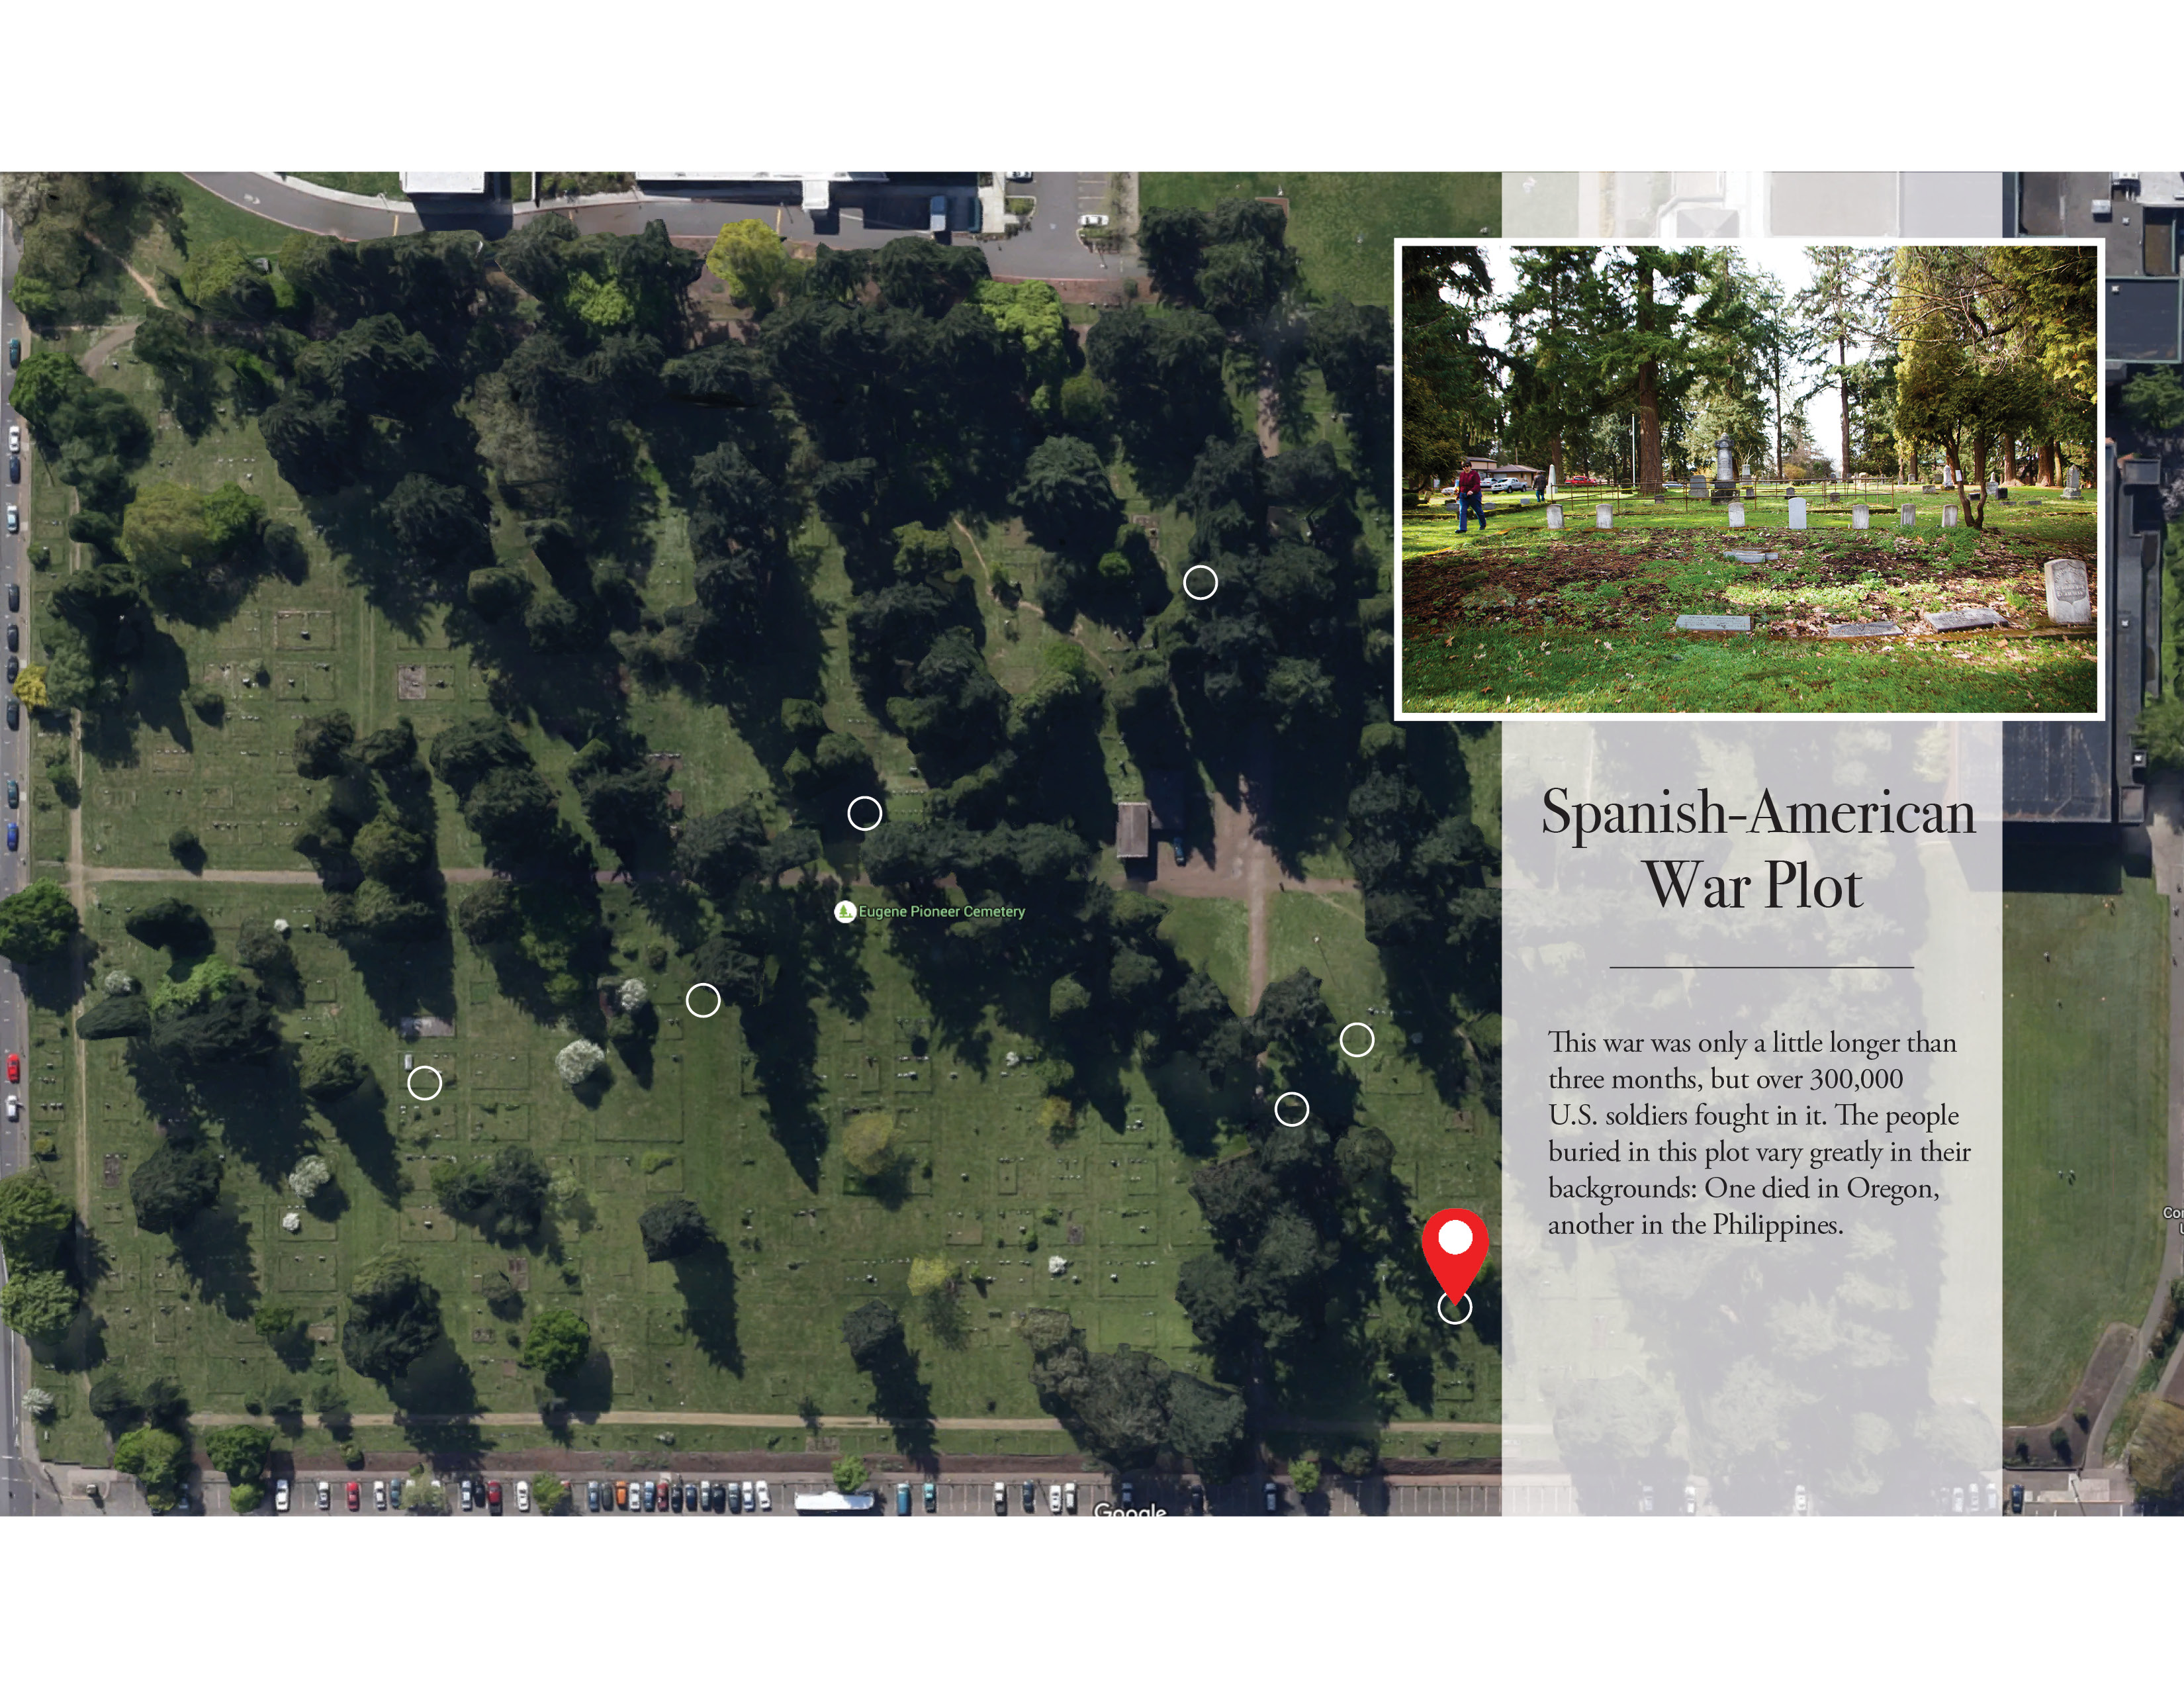 Spanish-American
War Plot
This war was only a little longer than
three months, but over 300,000
U.S. soldiers fought in it. The people
buried in this plot vary greatly in their
backgrounds: One died in Oregon,
another in the Philippines.
Eugene Pioneer Cemetery
Google